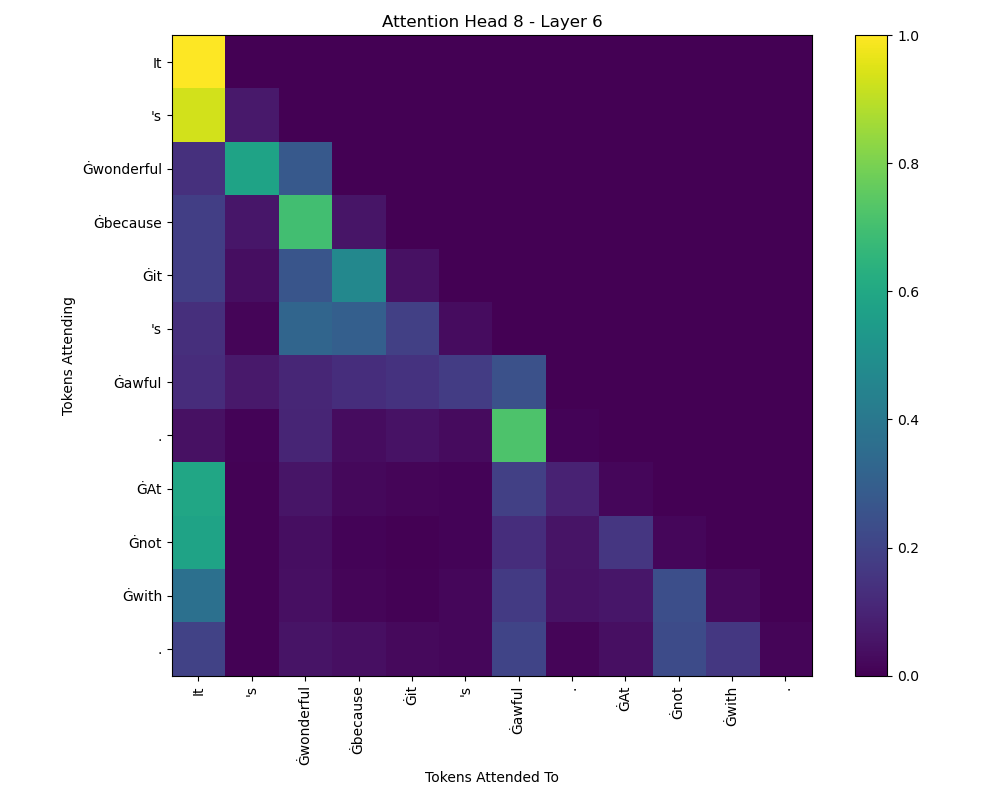 Attention Head 8 - Layer 6
Tokens Attending
It
's
Ġwonderful
Ġbecause
Ġit
's
Ġawful
.
ĠAt
Ġnot
Ġwith
.
It
's
Ġwonderful
Ġbecause
Ġit
's
Ġawful
.
ĠAt
Ġnot
Ġwith
.
Tokens Attended To
1.0
0.8
0.6
0.4
0.2
0.0